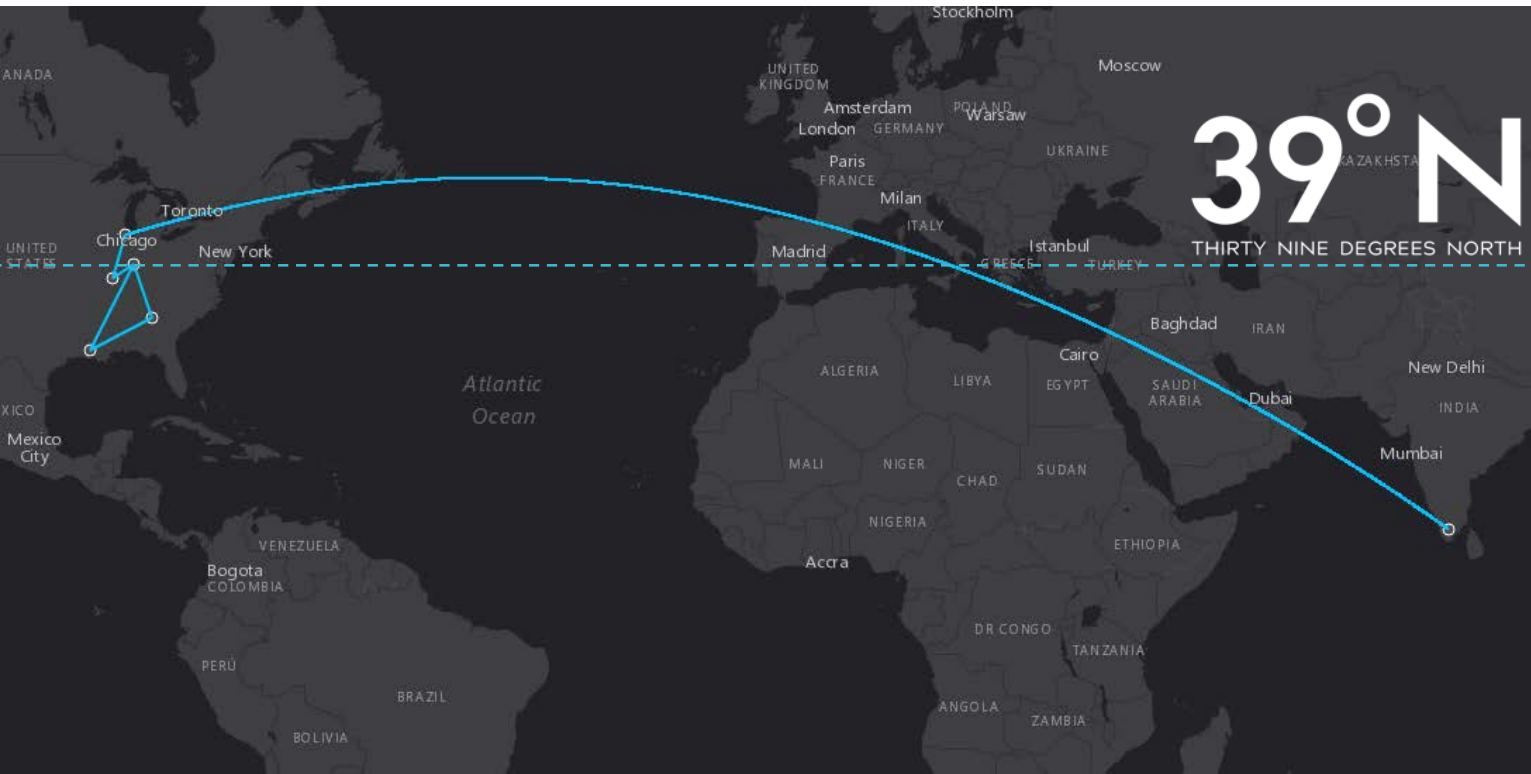 Stockholm
Moscow
ANADA
UNITED
KINGDOM
Amsterdam
POLAND
Warsaw
London
GERMANY
39° N
UKRAINE
Paris
KAZAKHSTA
FRANCE
Milan
Toronto
ITALY
Chicago
UNITED
STATES
New York
Madrid
Istanbul
THIRTY NINE DEGREES NORTH
GREECE
TURKEY
Baghdad
IRAN
Cairo
New Delhi
ALGERIA
LIBYA
EGYPT
SAUDI
ARABIA
Atlantic
Ocean
Dubai
INDIA
XICO
Mexico
City
Mumbai
MALI
NIGER
CHAD
SUDAN
NIGERIA
VENEZUELA
ETHIOPIA
Accra
Bogota
COLOMBIA
DR CONGO
TANZANIA
PERÚ
BRAZIL
ANGOLA
ZAMBIA
BOLIVIA